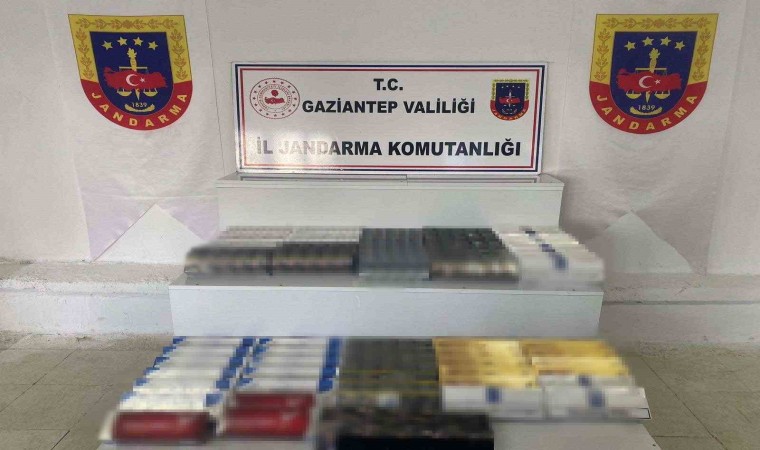 T.C.
GAZİANTEP VALİLİĞİ
İL JANDARMA KOMUTANLIĞI
JANDARMA
1839
JANDARMA
1839